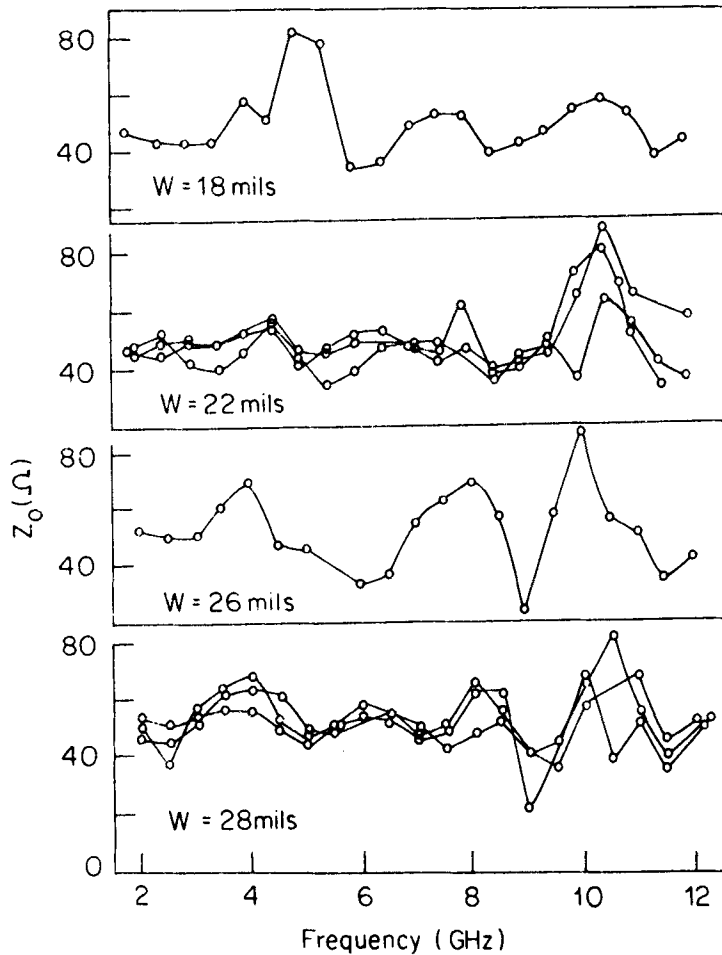 80
40
W = 18 mils
80
40
W = 22 mils
80
40
W = 26 mils
80
40
W = 28mils
0
2 4 6 8 10 12
Frequency (GHz)
Z₀(Ω)